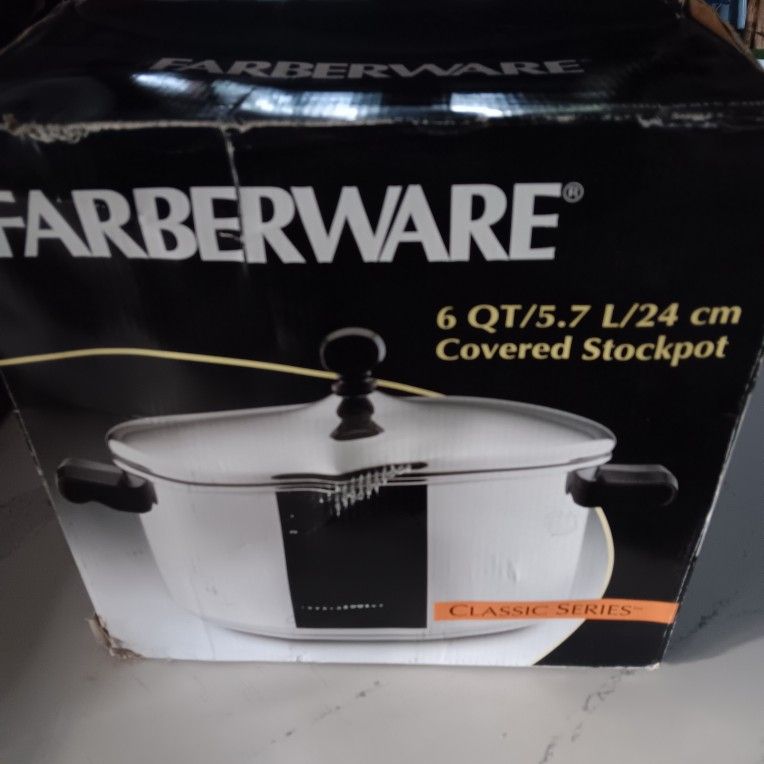 FARBERWARE
FARBERWARE®
6 QT/5.7 L/24 cm
Covered Stockpot
CLASSIC SERIES™